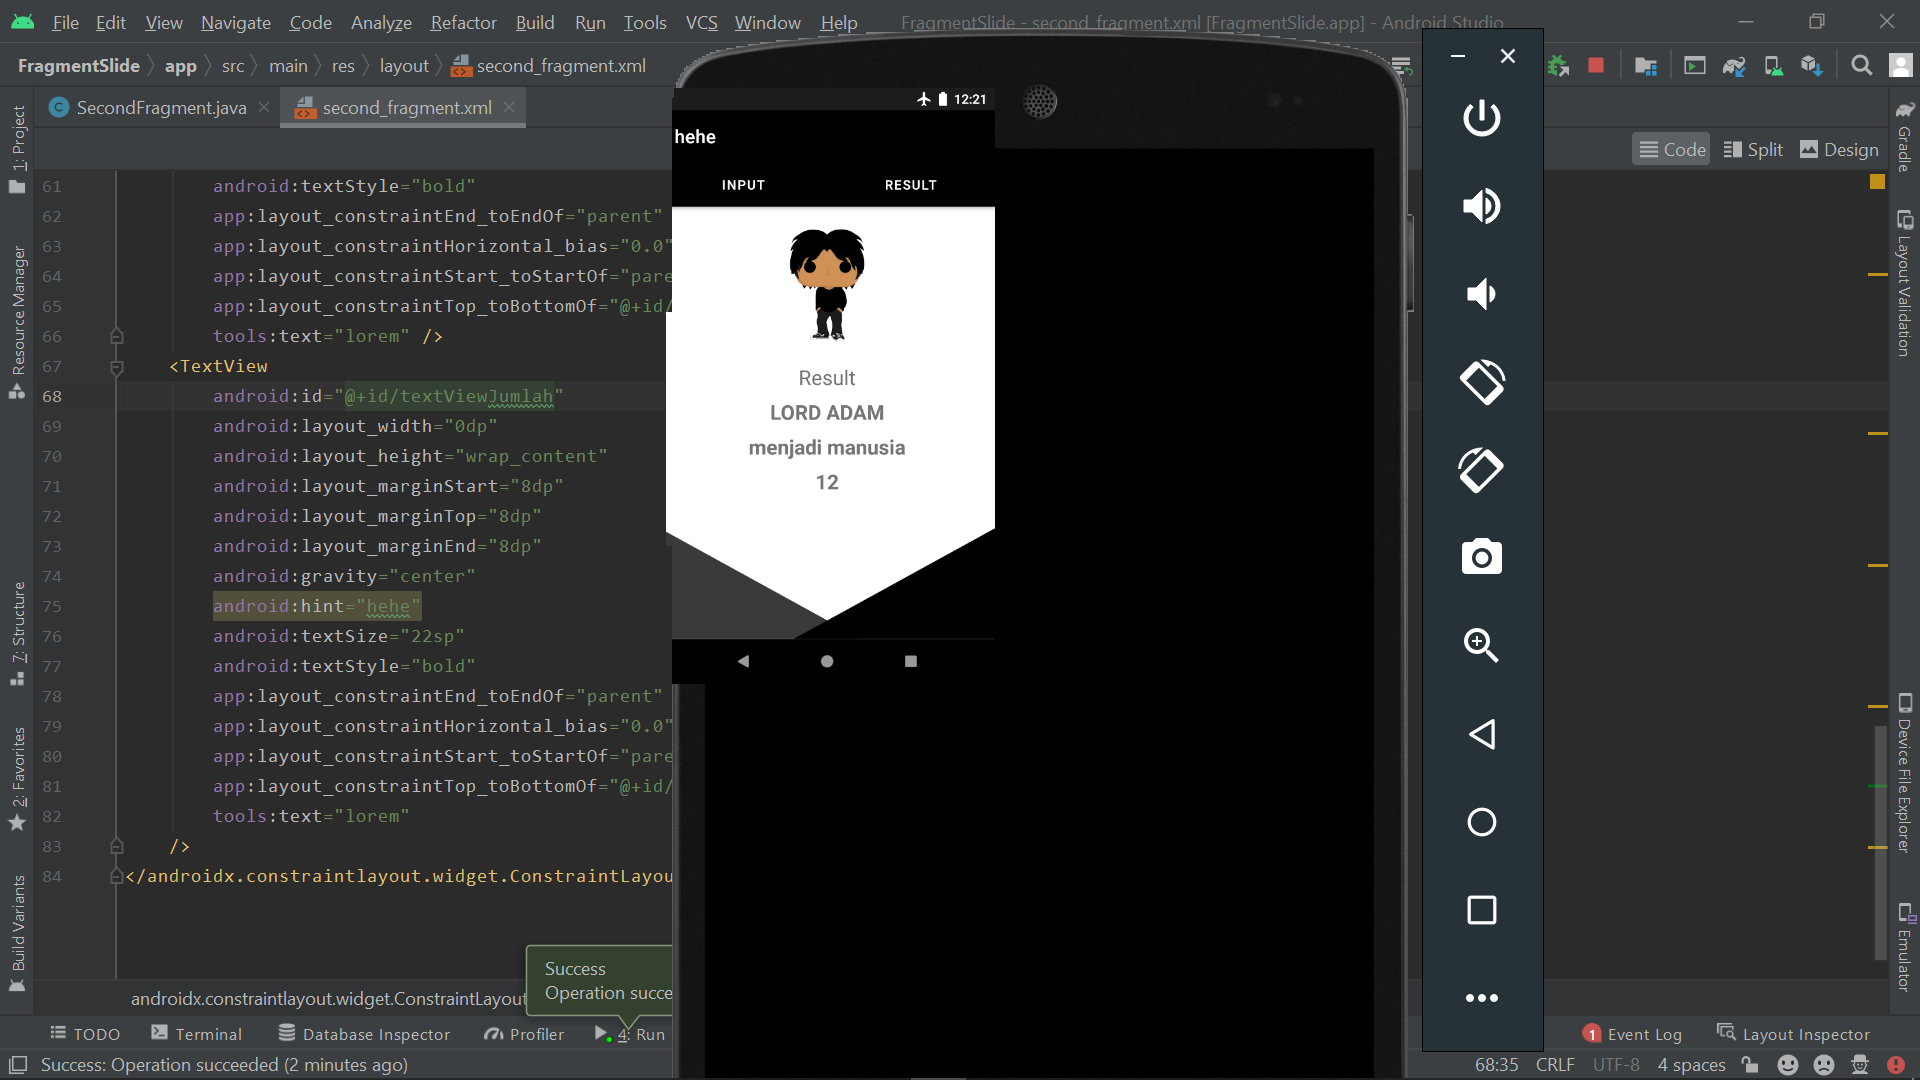 File Edit View Navigate Code Analyze Refactor Build Run Tools VCS Window Help FragmentSlide - second_fragment.xml [FragmentSlide.app] - Android Studio
FragmentSlide app src main res layout second_fragment.xml
SecondFragment.java second_fragment.xml
Code Split Design
1: Project
Resource Manager
7: Structure
2: Favorites
Build Variants
61 android:textStyle="bold"
62 app:layout_constraintEnd_toEndOf="parent"
63 app:layout_constraintHorizontal_bias="0.0"
64 app:layout_constraintStart_toStartOf="pare
65 app:layout_constraintTop_toBottomOf="@+id/
66 tools:text="lorem" />
67 <TextView
68 android:id="@+id/textViewJumlah"
69 android:layout_width="0dp"
70 android:layout_height="wrap_content"
71 android:layout_marginStart="8dp"
72 android:layout_marginTop="8dp"
73 android:layout_marginEnd="8dp"
74 android:gravity="center"
75 android:hint="hehe"
76 android:textSize="22sp"
77 android:textStyle="bold"
78 app:layout_constraintEnd_toEndOf="parent"
79 app:layout_constraintHorizontal_bias="0.0"
80 app:layout_constraintStart_toStartOf="pare
81 app:layout_constraintTop_toBottomOf="@+id/
82 tools:text="lorem"
83 />
84 </androidx.constraintlayout.widget.ConstraintLayou
12:21
hehe
INPUT RESULT
Result
LORD ADAM
menjadi manusia
12
Gradle
Layout Validation
Device File Explorer
Emulator
androidx.constraintlayout.widget.ConstraintLayout
Success
Operation succe
TODO Terminal Database Inspector Profiler 4: Run 1 Event Log Layout Inspector
Success: Operation succeeded (2 minutes ago) 68:35 CRLF UTF-8 4 spaces